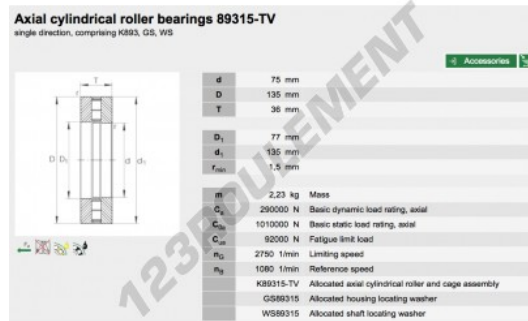 Axial cylindrical roller bearings 89315-TV
single direction, comprising K893, GS, WS
Accessories
T
r
r
D D₁ d d₁
d 75 mm
D 135 mm
T 36 mm
D₁ 77 mm
d₁ 135 mm
rmin 1,5 mm
m 2,23 kg Mass
Ca 290000 N Basic dynamic load rating, axial
C0a 1010000 N Basic static load rating, axial
Cua 92000 N Fatigue limit load
nG 2750 1/min Limiting speed
nB 1080 1/min Reference speed
K89315-TV Allocated axial cylindrical roller and cage assembly
GS89315 Allocated housing locating washer
WS89315 Allocated shaft locating washer
123ROULEMENT